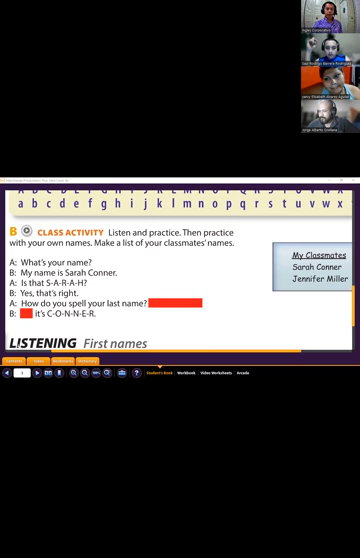 a b c d e f g h i j k l m n o p q r s t u v w x
B CLASS ACTIVITY Listen and practice. Then practice
with your own names. Make a list of your classmates' names.
My Classmates
Sarah Conner
Jennifer Miller
A: What's your name?
B: My name is Sarah Conner.
A: Is that S-A-R-A-H?
B: Yes, that's right.
A: How do you spell your last name?
B: it's C-O-N-N-E-R.
LISTENING First names
Contents
Student's Book Workbook Video Worksheets Arcade